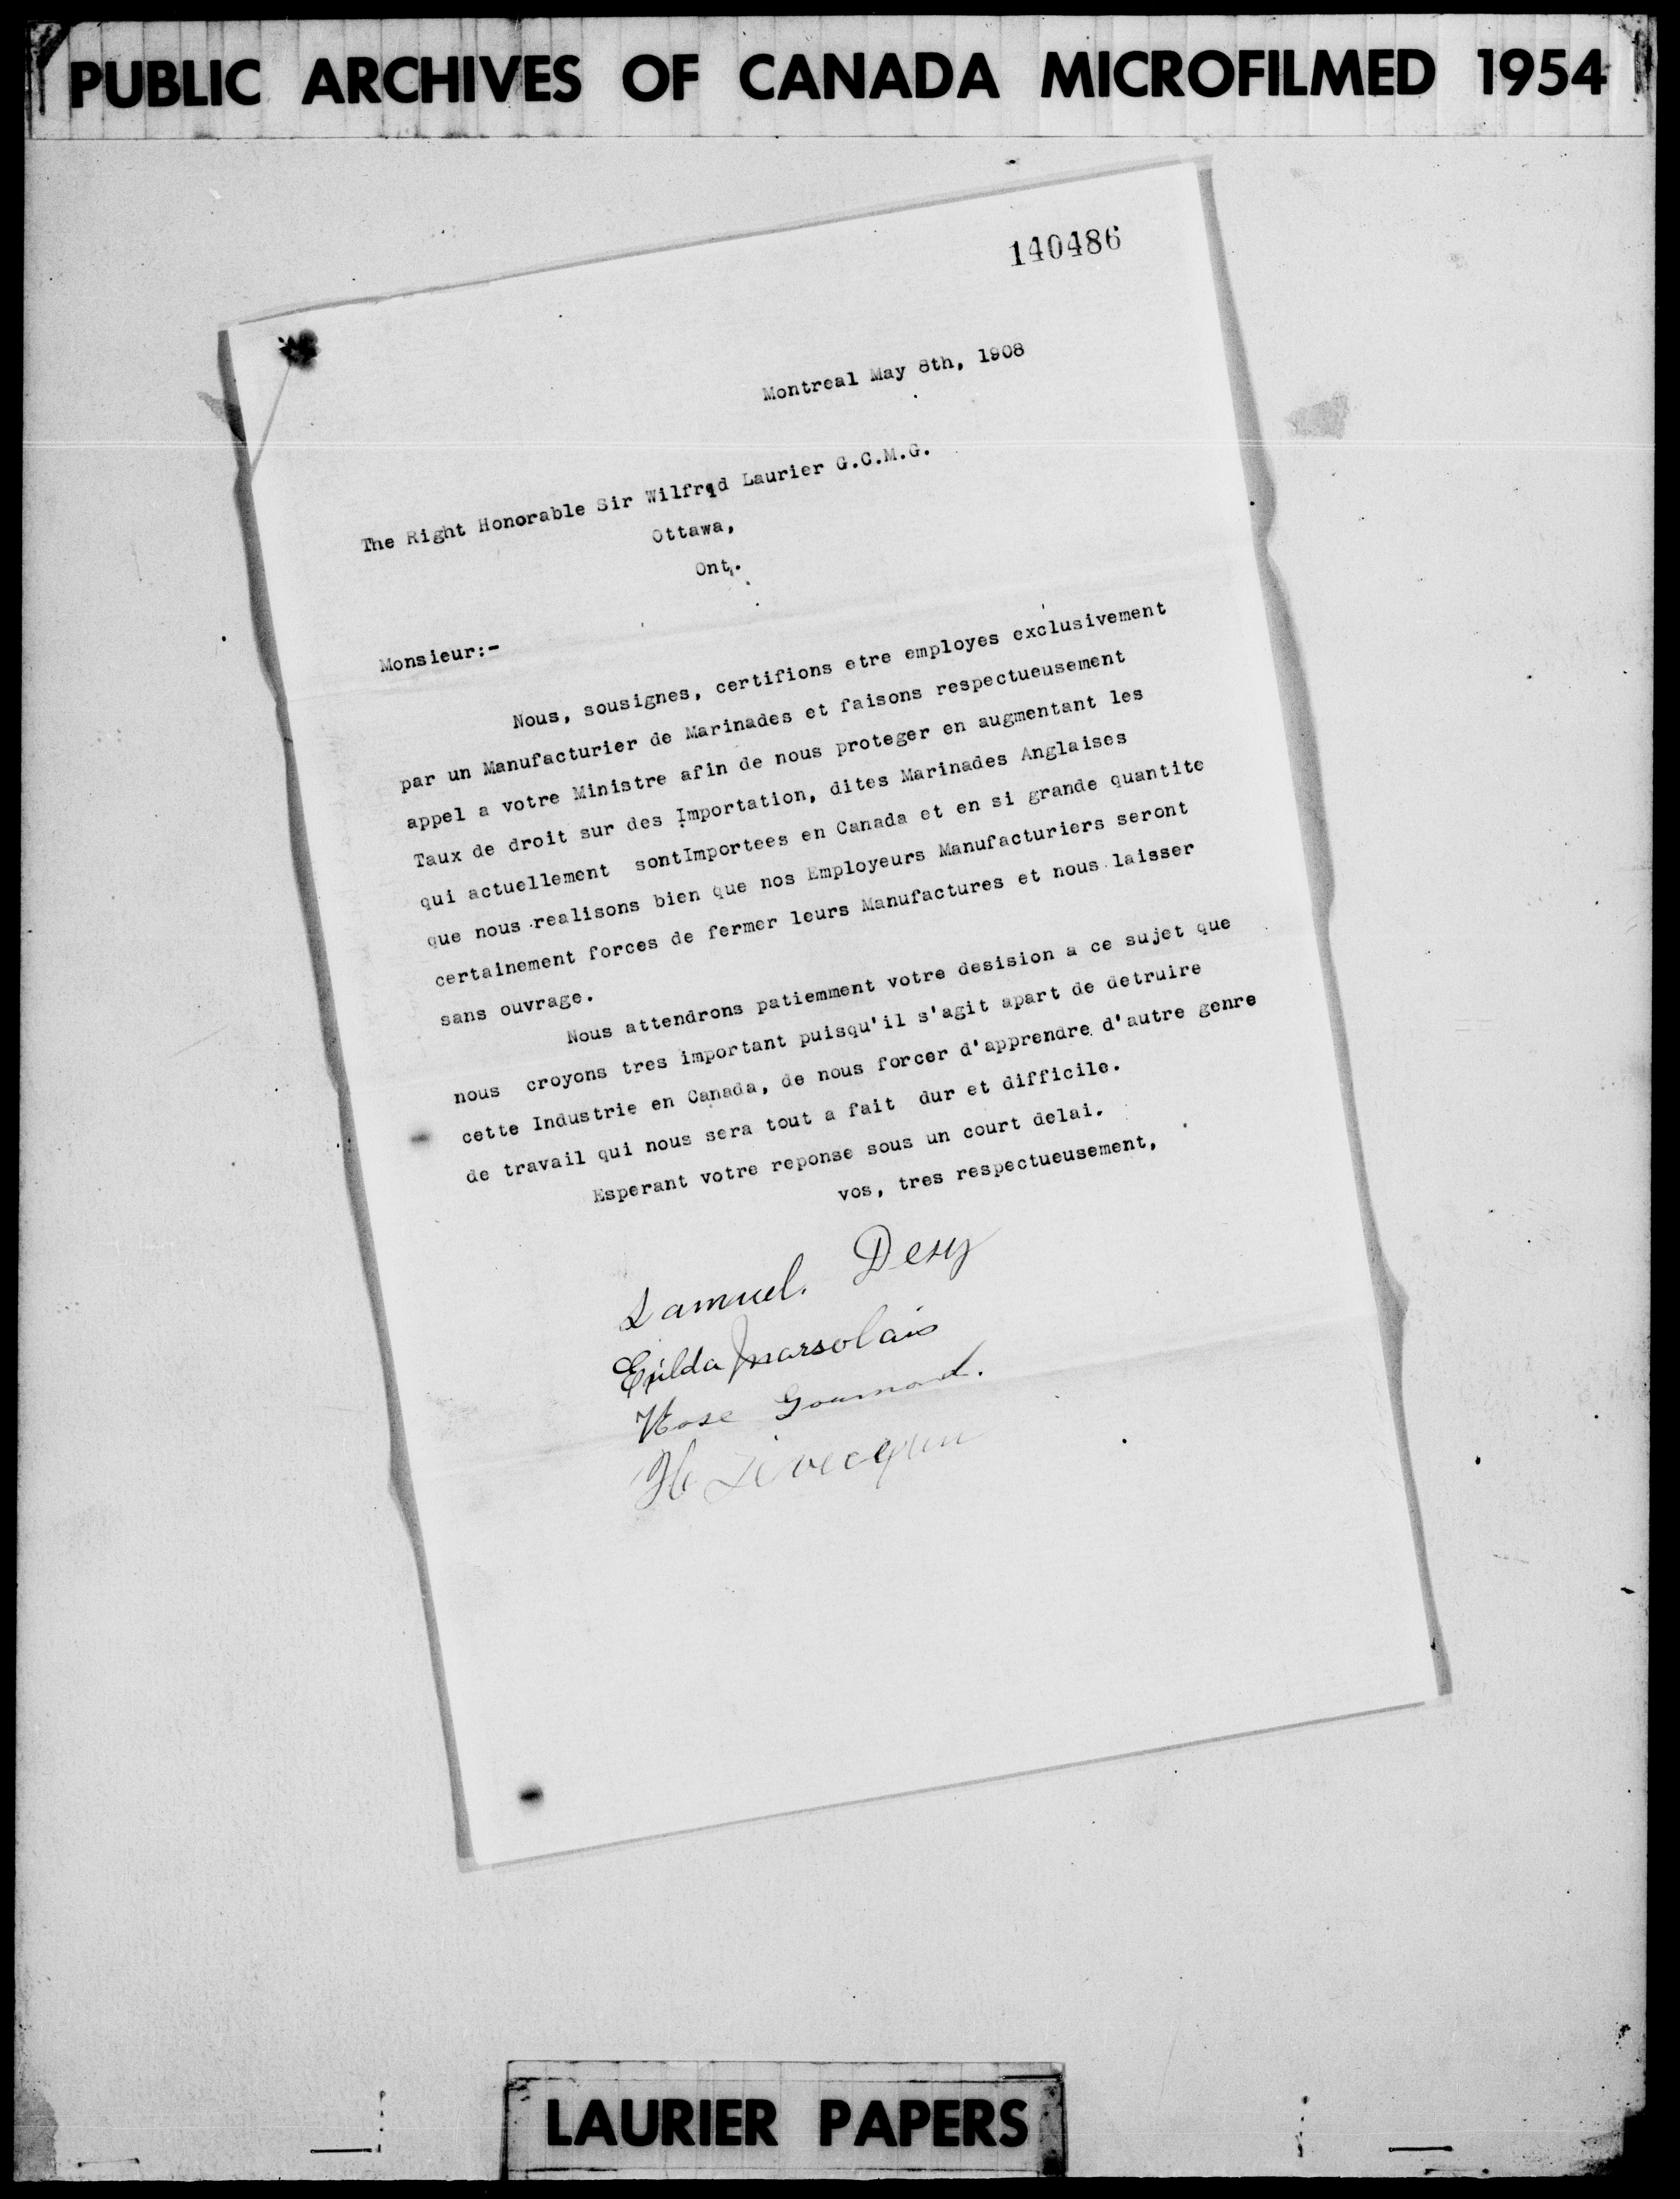 PUBLIC ARCHIVES OF CANADA MICROFILMED 1954
140486
Montreal May 8th, 1908
The Right Honorable Sir Wilfrid Laurier G.C.M.G.
Ottawa,
Ont.
Monsieur:-
Nous, sousignes, certifions etre employes exclusivement
par un Manufacturier de Marinades et faisons respectueusement
appel a votre Ministre afin de nous proteger en augmentant les
Taux de droit sur des Importation, dites Marinades Anglaises
qui actuellement sontImportees en Canada et en si grande quantite
que nous realisons bien que nos Employeurs Manufacturiers seront
certainement forces de fermer leurs Manufactures et nous laisser
sans ouvrage.
Nous attendrons patiemment votre desision a ce sujet que
nous croyons tres important puisqu'il s'agit apart de detruire
cette Industrie en Canada, de nous forcer d'apprendre d'autre genre
de travail qui nous sera tout a fait dur et difficile.
Esperant votre reponse sous un court delai.
vos, tres respectueusement,
Samuel. Desy
Marsolais
Rose
LAURIER PAPERS